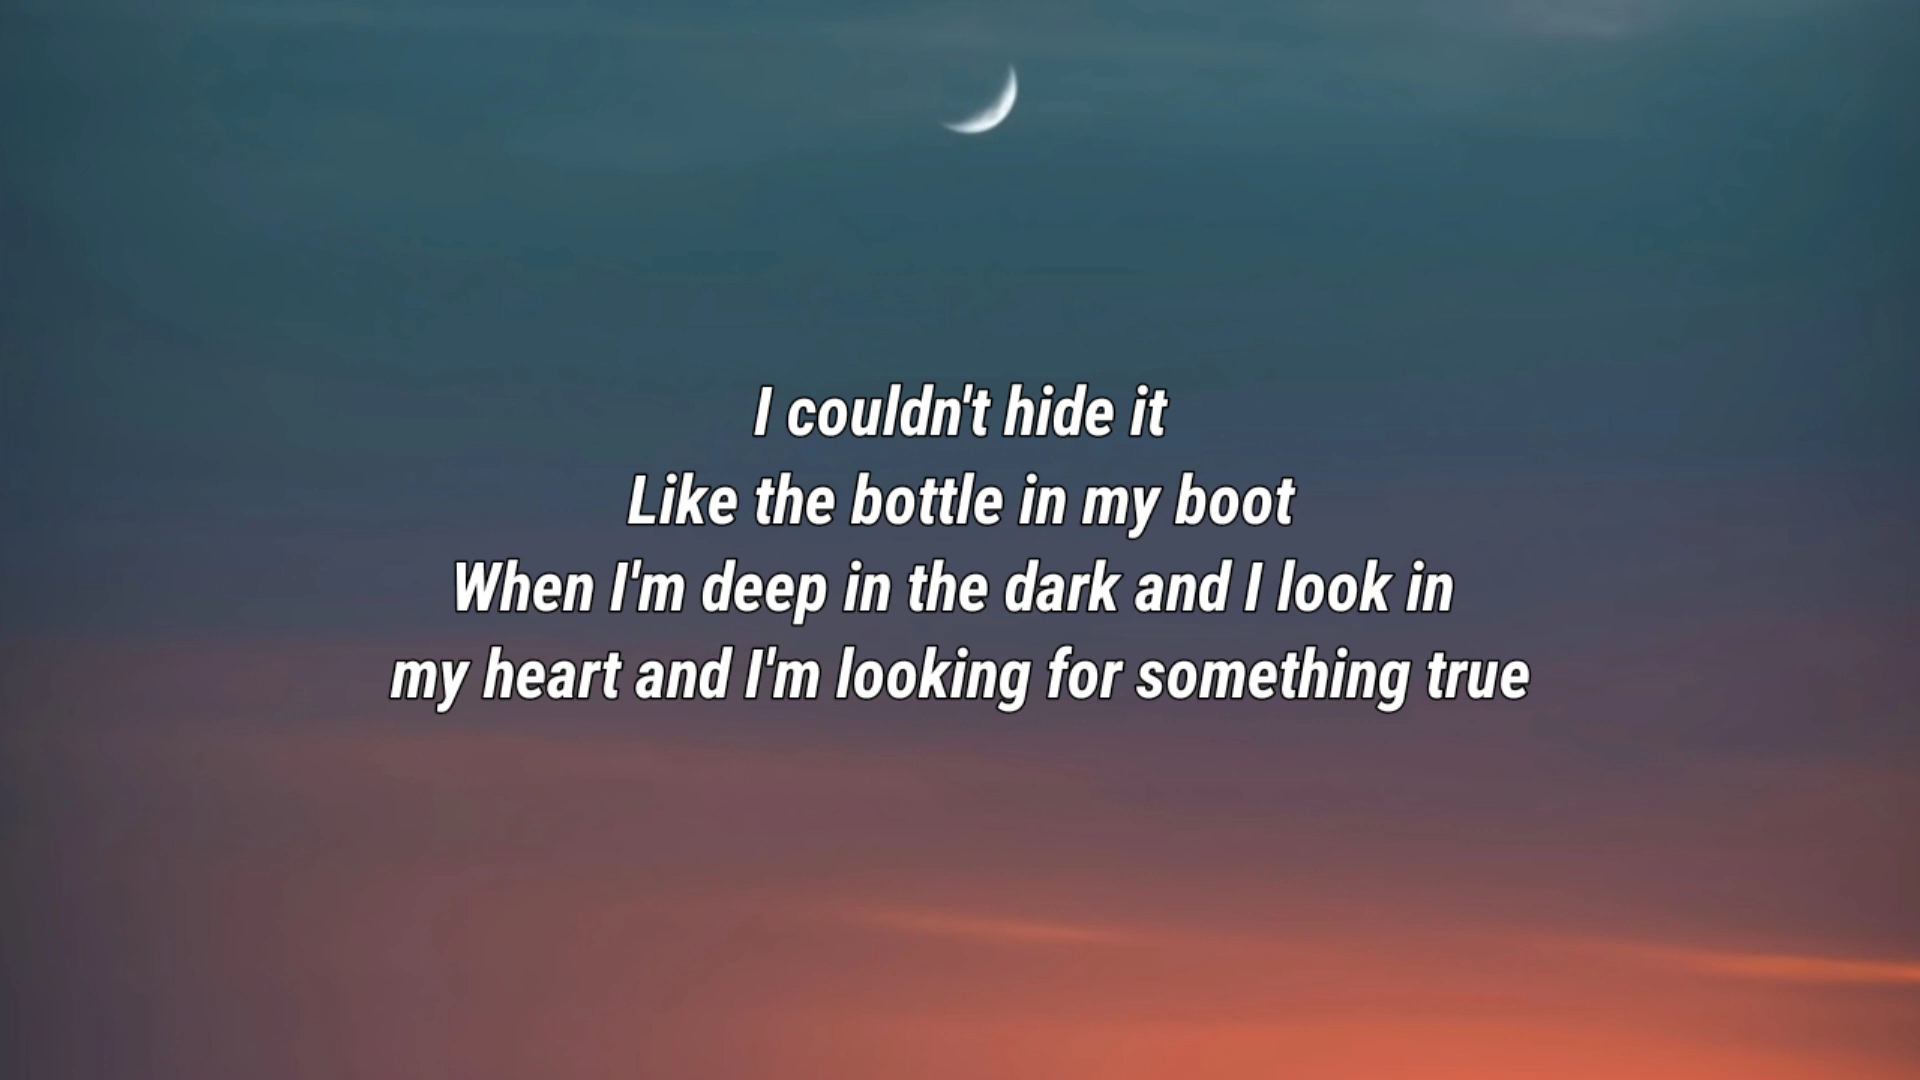 I couldn't hide it
Like the bottle in my boot
When I'm deep in the dark and I look in
my heart and I'm looking for something true